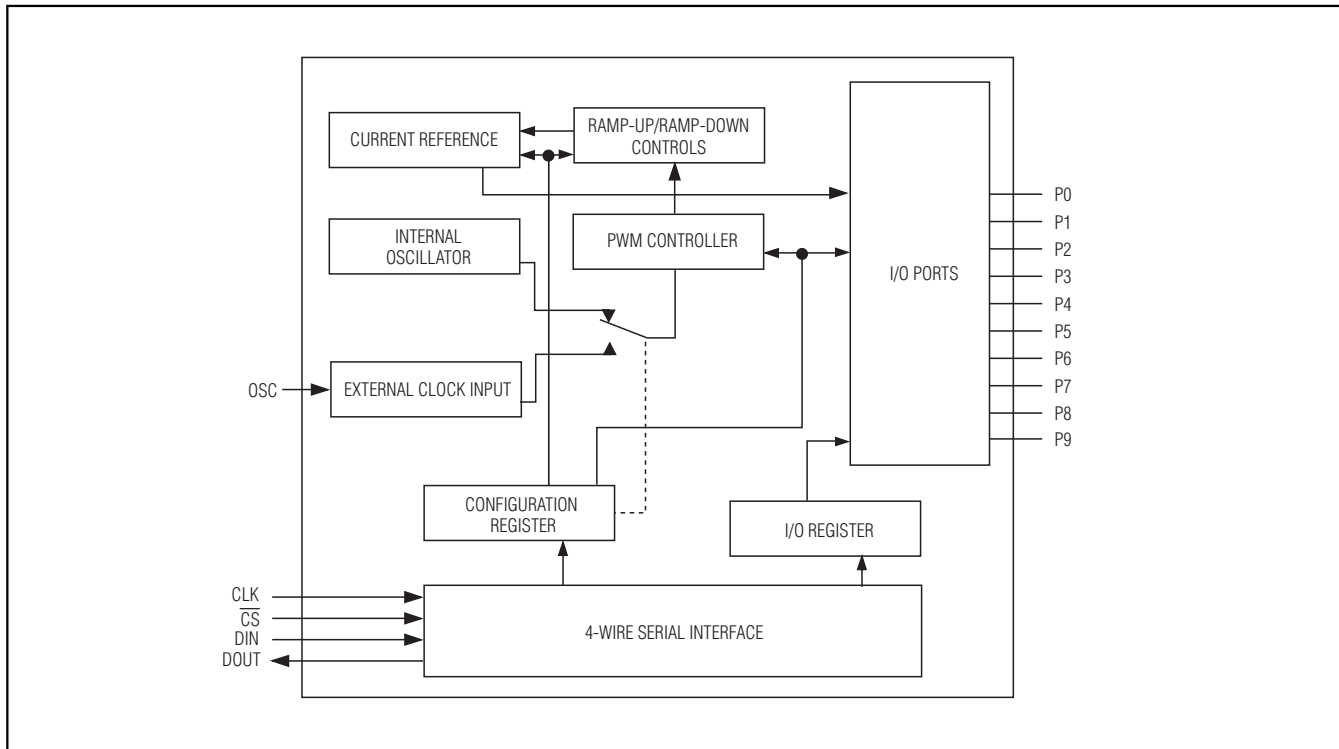 CURRENT REFERENCE
RAMP-UP/RAMP-DOWN
CONTROLS
INTERNAL
OSCILLATOR
PWM CONTROLLER
I/O PORTS
P0
P1
P2
P3
P4
P5
P6
P7
P8
P9
OSC
EXTERNAL CLOCK INPUT
CONFIGURATION
REGISTER
I/O REGISTER
CLK
C̅S̅
DIN
DOUT
4-WIRE SERIAL INTERFACE